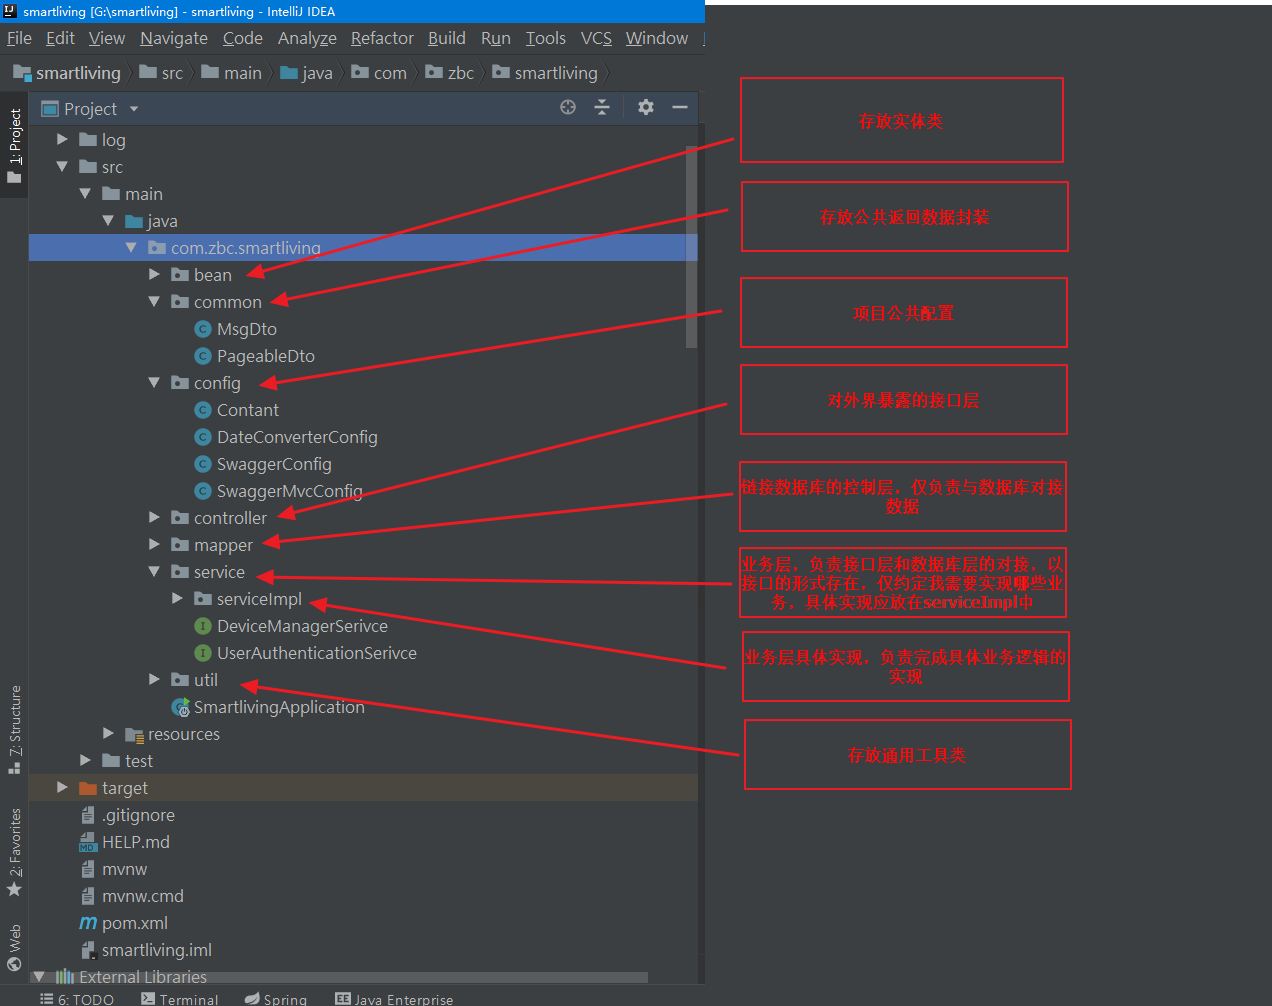 smartliving [G:\smartliving] - smartliving - IntelliJ IDEA
File Edit View Navigate Code Analyze Refactor Build Run Tools VCS Window
smartliving src main java com zbc smartliving
Project
1: Project
log
src
main
java
com.zbc.smartliving
bean
common
MsgDto
PageableDto
config
Contant
DateConverterConfig
SwaggerConfig
SwaggerMvcConfig
controller
mapper
service
serviceImpl
DeviceManagerSerivce
UserAuthenticationSerivce
util
SmartlivingApplication
resources
test
target
.gitignore
HELP.md
mvnw
mvnw.cmd
pom.xml
smartliving.iml
External Libraries
7: Structure
2: Favorites
Web
6: TODO Terminal Spring Java Enterprise
存放实体类
存放公共返回数据封装
项目公共配置
对外界暴露的接口层
链接数据库的控制层，仅负责与数据库对接
数据
业务层，负责接口层和数据库层的对接，以
接口的形式存在，仅约定我需要实现哪些业
务，具体实现应放在serviceImpl中
业务层具体实现，负责完成具体业务逻辑的
实现
存放通用工具类